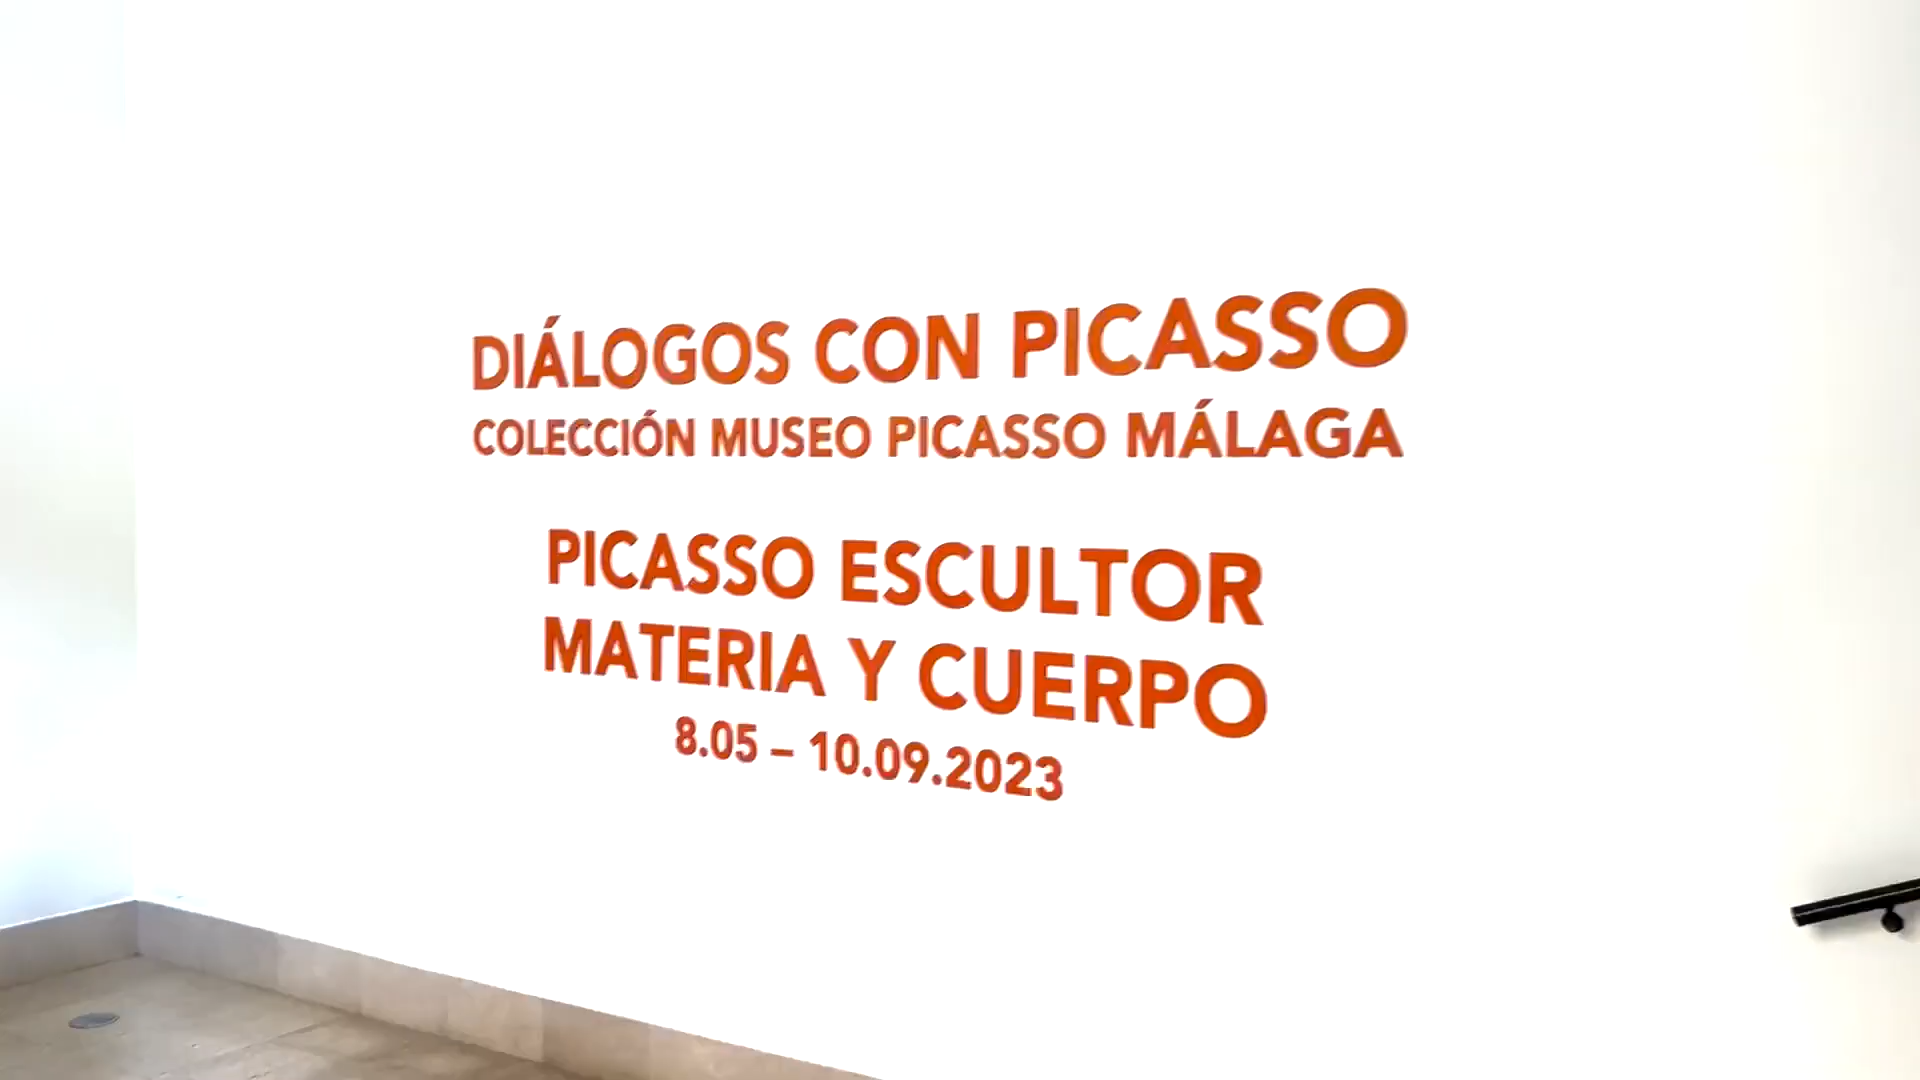 DIÁLOGOS CON PICASSO
COLECCIÓN MUSEO PICASSO MÁLAGA
PICASSO ESCULTOR
MATERIA Y CUERPO
8.05 – 10.09.2023